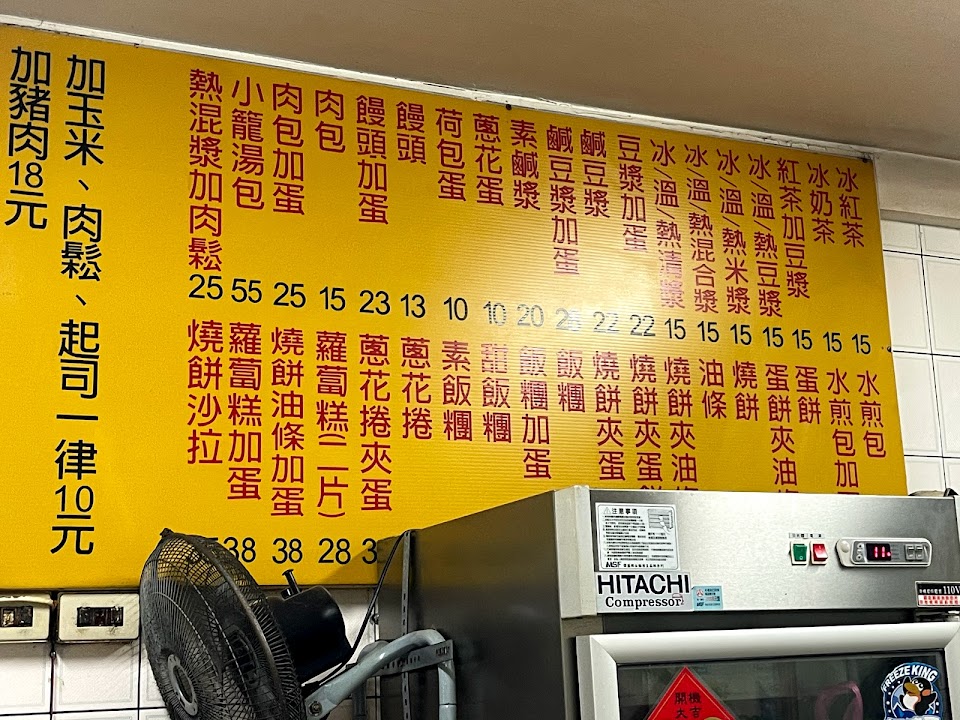 冰紅茶 15
冰奶茶 15
紅茶加豆漿 15
冰/溫/熱豆漿 15
冰/溫/熱米漿 15
冰/溫/熱混合漿 15
冰/溫/熱清漿 15
豆漿加蛋 22
鹹豆漿 22
鹹豆漿加蛋
素鹹漿 20
蔥花蛋 10
荷包蛋 10
饅頭 13
饅頭加蛋 23
肉包 15
肉包加蛋 25
小籠湯包 55
熱混漿加肉鬆 25
水煎包
水煎包加
蛋餅
蛋餅夾油
燒餅
油條
燒餅夾油
燒餅夾蛋
燒餅夾蛋
飯糰
飯糰加蛋
甜飯糰
素飯糰
蔥花捲
蔥花捲夾蛋
蘿蔔糕(二片) 28
燒餅油條加蛋 38
蘿蔔糕加蛋 38
燒餅沙拉
加玉米、肉鬆、起司一律10元
加豬肉18元
注意事項
MSF
HITACHI
Compressor
110V
FREEZE KING
開機
大吉